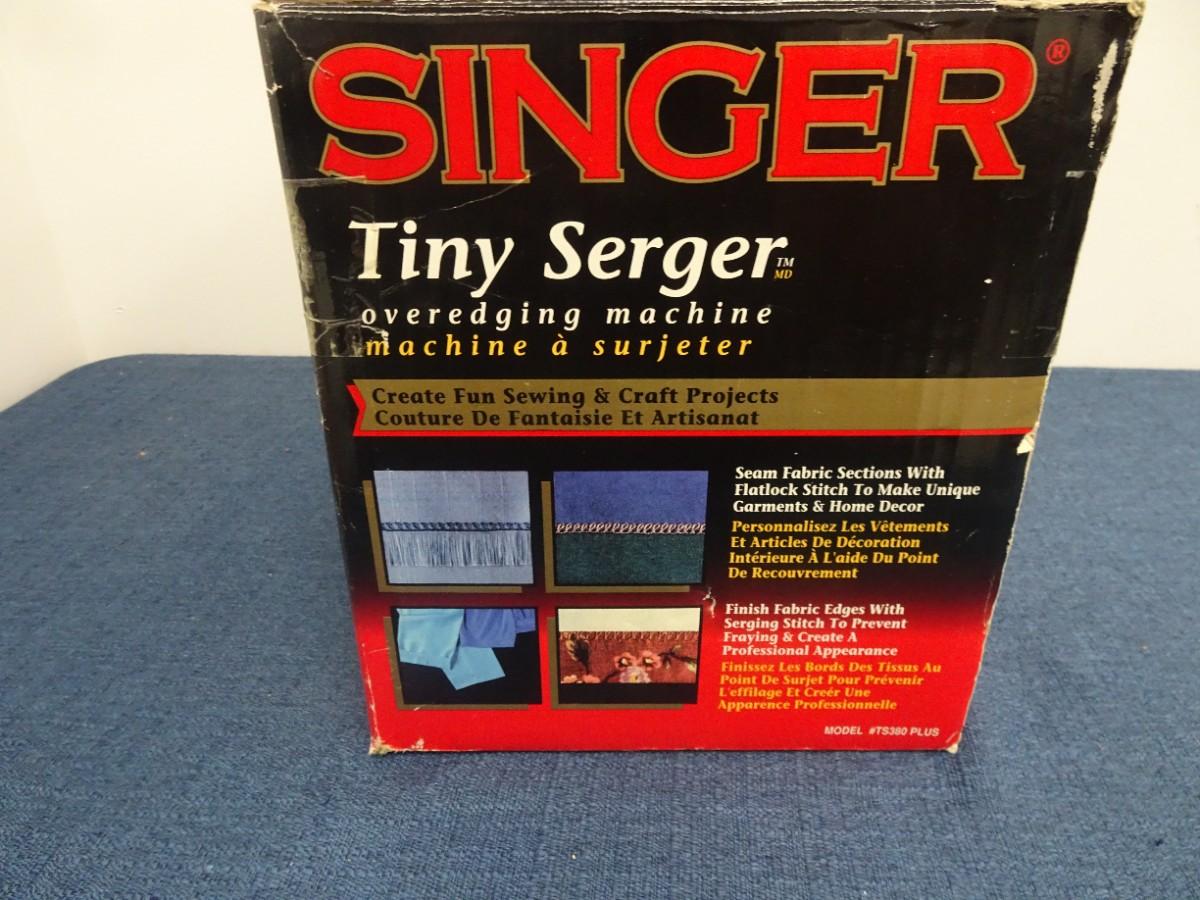 SINGER®
Tiny Serger™ MD
overedging machine
machine à surjeter
Create Fun Sewing & Craft Projects
Couture De Fantaisie Et Artisanat
Seam Fabric Sections With
Flatlock Stitch To Make Unique
Garments & Home Decor
Personnalisez Les Vêtements
Et Articles De Décoration
Intérieure À L'aide Du Point
De Recouvrement
Finish Fabric Edges With
Serging Stitch To Prevent
Fraying & Create A
Professional Appearance
Finissez Les Bords Des Tissus Au
Point De Surjet Pour Prévenir
L'effilage Et Creér Une
Apparence Professionnelle
MODEL #TS380 PLUS